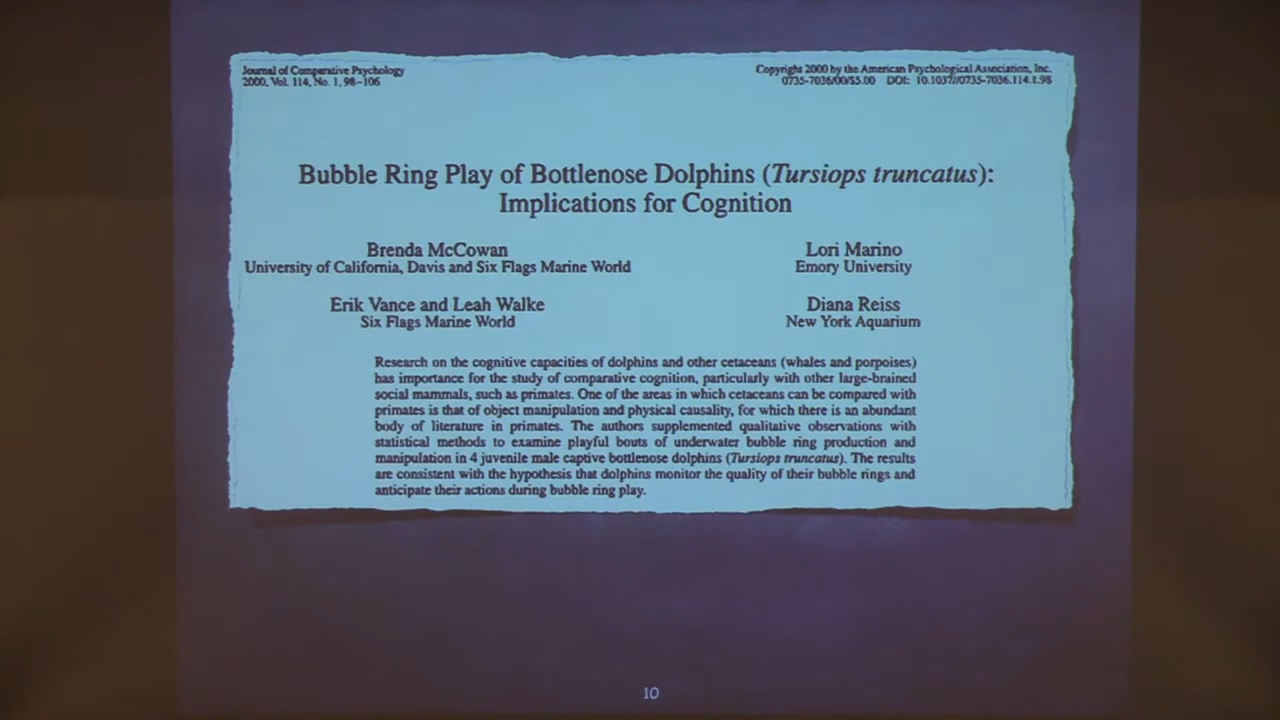 Journal of Comparative Psychology
2000, Vol. 114, No. 1, 98–106
Copyright 2000 by the American Psychological Association, Inc.
0735-7036/00/$5.00 DOI: 10.1037//0735-7036.114.1.98
Bubble Ring Play of Bottlenose Dolphins (Tursiops truncatus):
Implications for Cognition
Brenda McCowan
University of California, Davis and Six Flags Marine World
Lori Marino
Emory University
Erik Vance and Leah Walke
Six Flags Marine World
Diana Reiss
New York Aquarium
Research on the cognitive capacities of dolphins and other cetaceans (whales and porpoises)
has importance for the study of comparative cognition, particularly with other large-brained
social mammals, such as primates. One of the areas in which cetaceans can be compared with
primates is that of object manipulation and physical causality, for which there is an abundant
body of literature in primates. The authors supplemented qualitative observations with
statistical methods to examine playful bouts of underwater bubble ring production and
manipulation in 4 juvenile male captive bottlenose dolphins (Tursiops truncatus). The results
are consistent with the hypothesis that dolphins monitor the quality of their bubble rings and
anticipate their actions during bubble ring play.
10